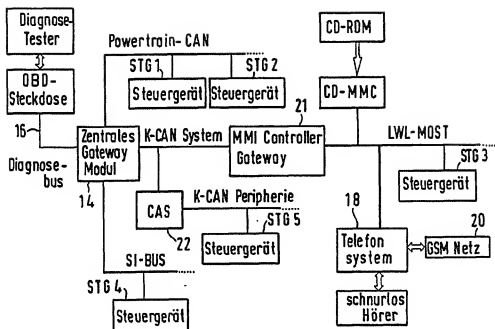 Diagnose-
Tester
OBD-
Steckdose
16
Diagnose-
bus
Zentrales
Gateway
Modul
14
Powertrain-CAN
STG 1
STG 2
Steuergerät
Steuergerät
K-CAN System
21
MMI Controller
Gateway
CD-ROM
CD-MMC
LWL-MOST
STG 3
Steuergerät
CAS
22
K-CAN Peripherie
STG 5
Steuergerät
18
Telefon
system
20
GSM Netz
schnurlos
Hörer
SI-BUS
STG 4
Steuergerät